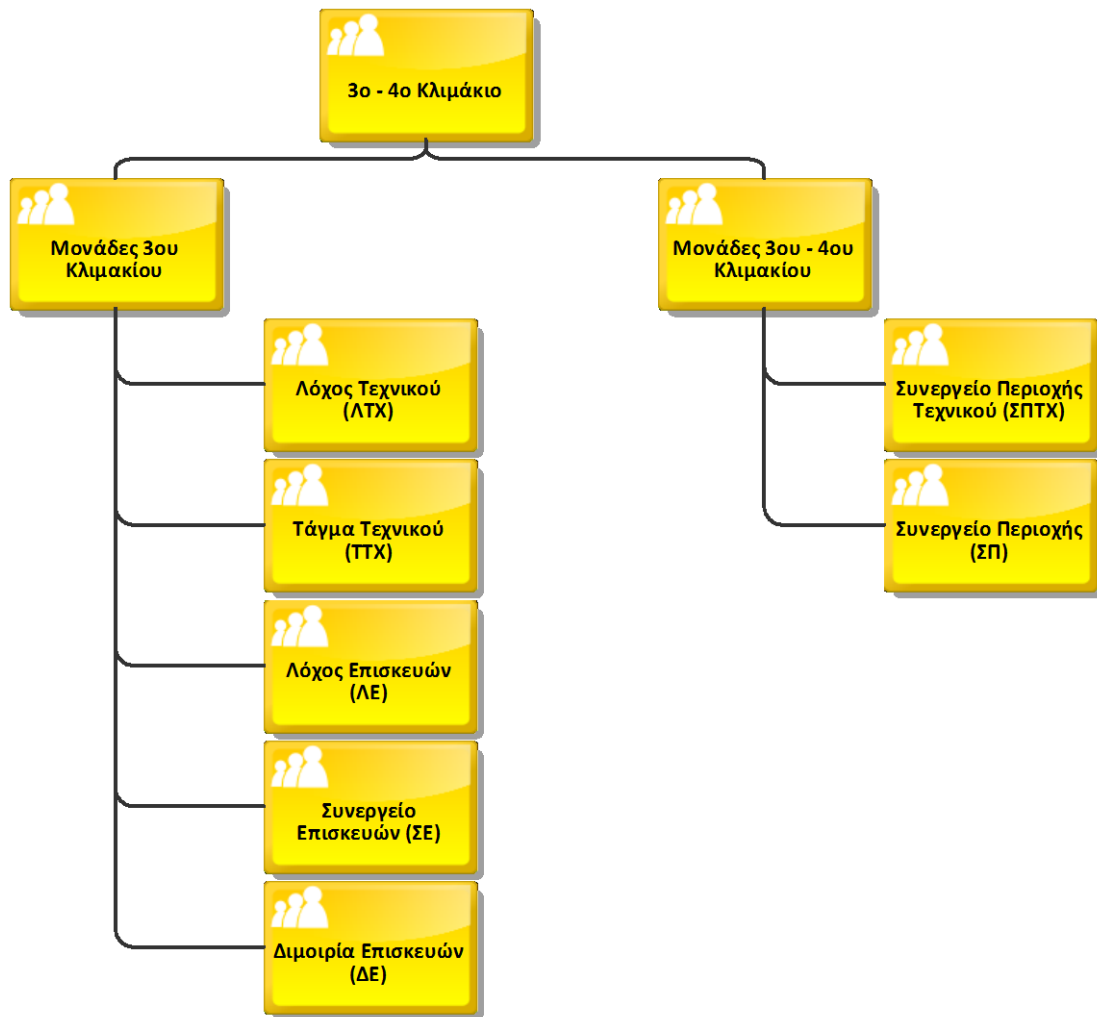 3ο - 4ο Κλιμάκιο
Μονάδες 3ου
Κλιμακίου
Μονάδες 3ου - 4ου
Κλιμακίου
Λόχος Τεχνικού
(ΛΤΧ)
Συνεργείο Περιοχής
Τεχνικού (ΣΠΤΧ)
Τάγμα Τεχνικού
(ΤΤΧ)
Συνεργείο Περιοχής
(ΣΠ)
Λόχος Επισκευών
(ΛΕ)
Συνεργείο
Επισκευών (ΣΕ)
Διμοιρία Επισκευών
(ΔΕ)